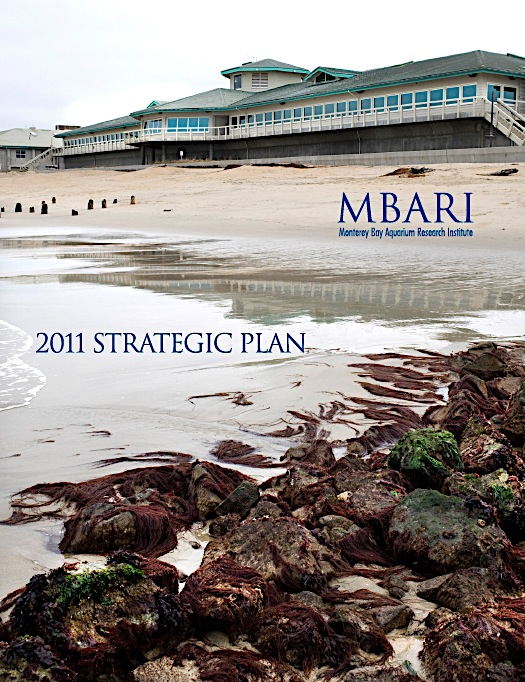 MBARI
Monterey Bay Aquarium Research Institute
2011 STRATEGIC PLAN